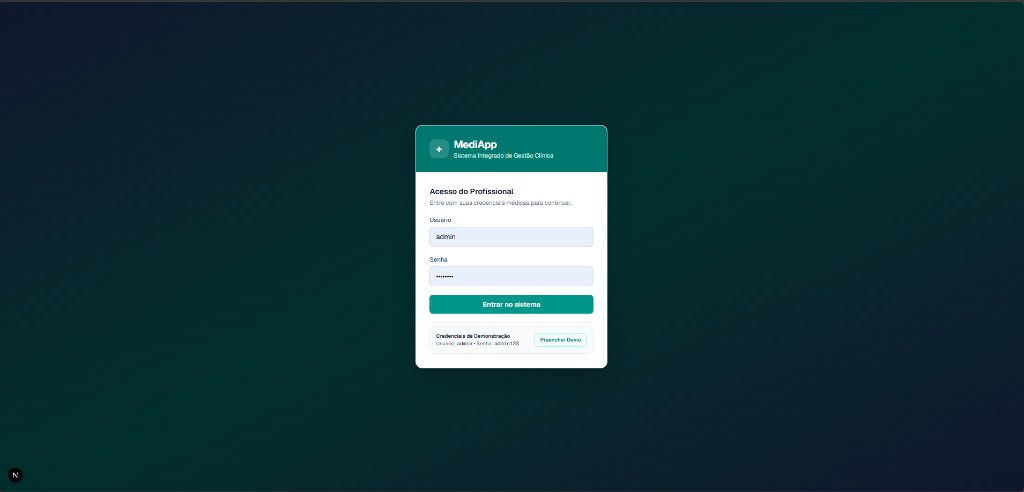 +
MediApp
Sistema Integrado de Gestão Clínica
Acesso do Profissional
Entre com suas credenciais médicas para continuar.
Usuário
admin
Senha
••••••••
Entrar no sistema
Credenciais de Demonstração
Usuário: admin • Senha: admin123
Preencher Demo
N